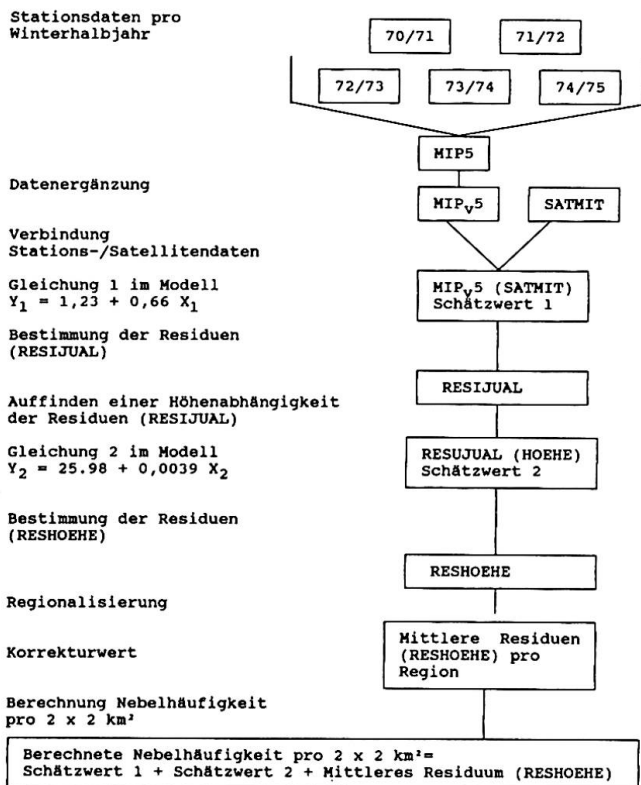 Stationsdaten pro
Winterhalbjahr
70/71 71/72
72/73 73/74 74/75
MIP5
Datenergänzung
MIPv5 SATMIT
Verbindung
Stations-/Satellitendaten
Gleichung 1 im Modell
Y1 = 1,23 + 0,66 X1
MIPv5 (SATMIT)
Schätzwert 1
Bestimmung der Residuen
(RESIJUAL)
RESIJUAL
Auffinden einer Höhenabhängigkeit
der Residuen (RESIJUAL)
Gleichung 2 im Modell
Y2 = 25.98 + 0,0039 X2
RESUJUAL (HOEHE)
Schätzwert 2
Bestimmung der Residuen
(RESHOEHE)
RESHOEHE
Regionalisierung
Korrekturwert
Mittlere Residuen
(RESHOEHE) pro
Region
Berechnung Nebelhäufigkeit
pro 2 x 2 km²
Berechnete Nebelhäufigkeit pro 2 x 2 km²=
Schätzwert 1 + Schätzwert 2 + Mittleres Residuum (RESHOEHE)